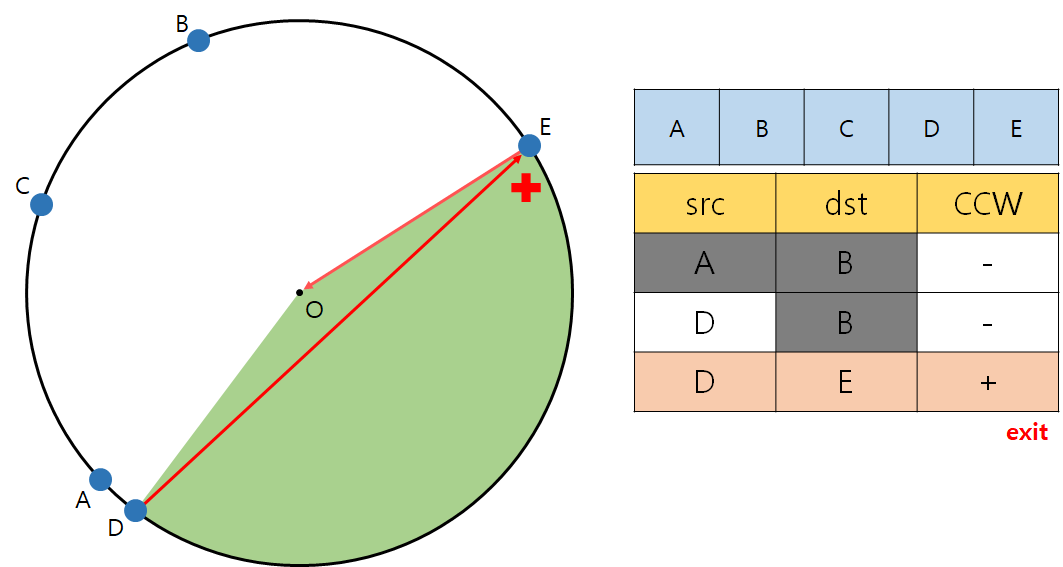 B
E
C
O
A
D
A B C D E
src dst CCW
A B -
D B -
D E +
exit